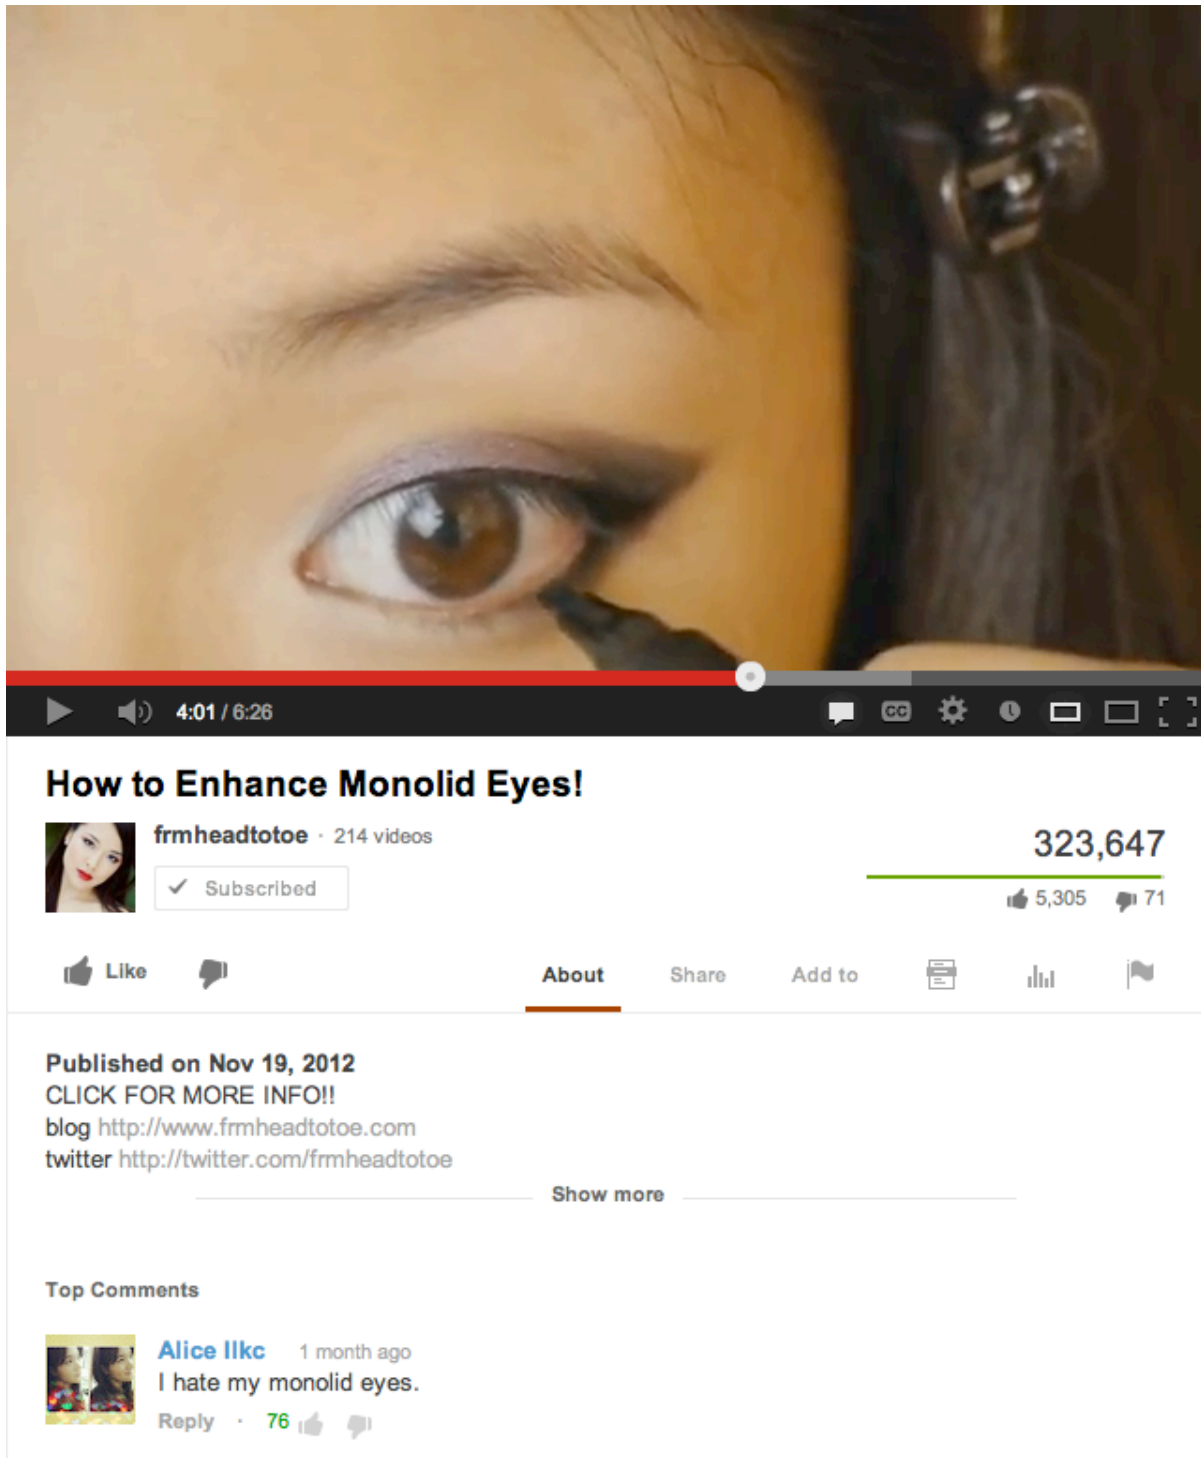 4:01 / 6:26
CC
How to Enhance Monolid Eyes!
frmheadtotoe · 214 videos
Subscribed
323,647
5,305 71
Like
About Share Add to
Published on Nov 19, 2012
CLICK FOR MORE INFO!!
blog http://www.frmheadtotoe.com
twitter http://twitter.com/frmheadtotoe
Show more
Top Comments
Alice Ilkc 1 month ago
I hate my monolid eyes.
Reply · 76